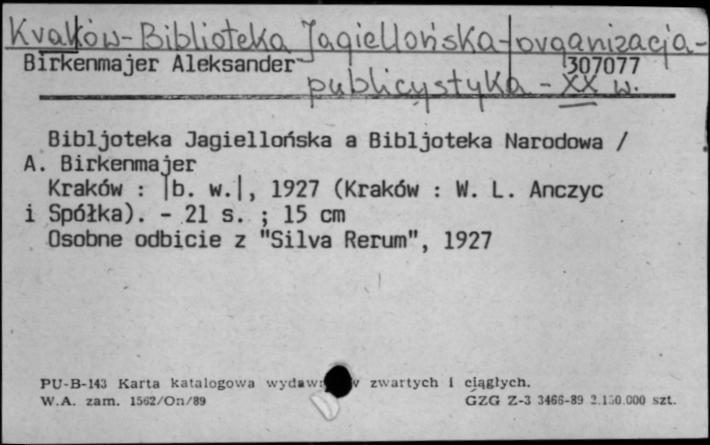 Kraków-Biblioteka Jagiellońska-organizacja-
Birkenmajer Aleksander 307077
publicystyka - XX w.
Bibljoteka Jagiellońska a Bibljoteka Narodowa /
A. Birkenmajer
Kraków : |b. w.|, 1927 (Kraków : W. L. Anczyc
i Spółka). - 21 s. ; 15 cm
Osobne odbicie z "Silva Rerum", 1927
PU-B-143 Karta katalogowa zwartych i ciągłych.
W.A. zam. 1562/On/89 GZG Z-3 3466-89 2.150.000 szt.